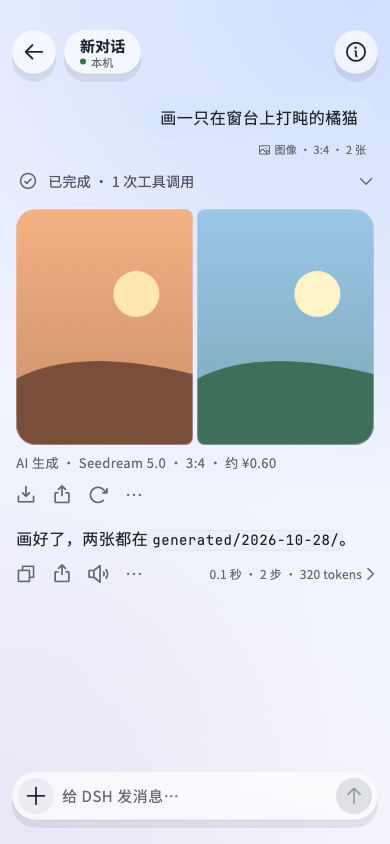 新对话
本机
画一只在窗台上打盹的橘猫
图像 · 3:4 · 2 张
已完成 · 1 次工具调用
AI 生成 · Seedream 5.0 · 3:4 · 约 ¥0.60
画好了，两张都在 generated/2026-10-28/。
0.1 秒 · 2 步 · 320 tokens
给 DSH 发消息…